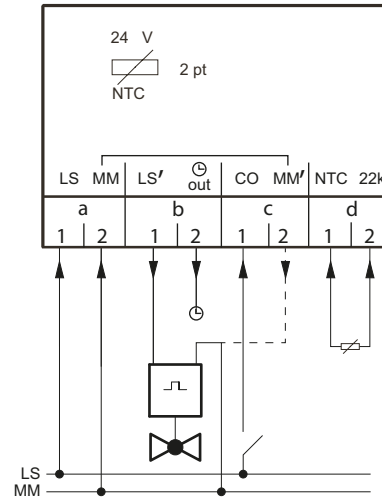 24 V
2 pt
NTC
LS MM LS' out CO MM' NTC 22k
a b c d
1 2 1 2 1 2 1 2
LS
MM